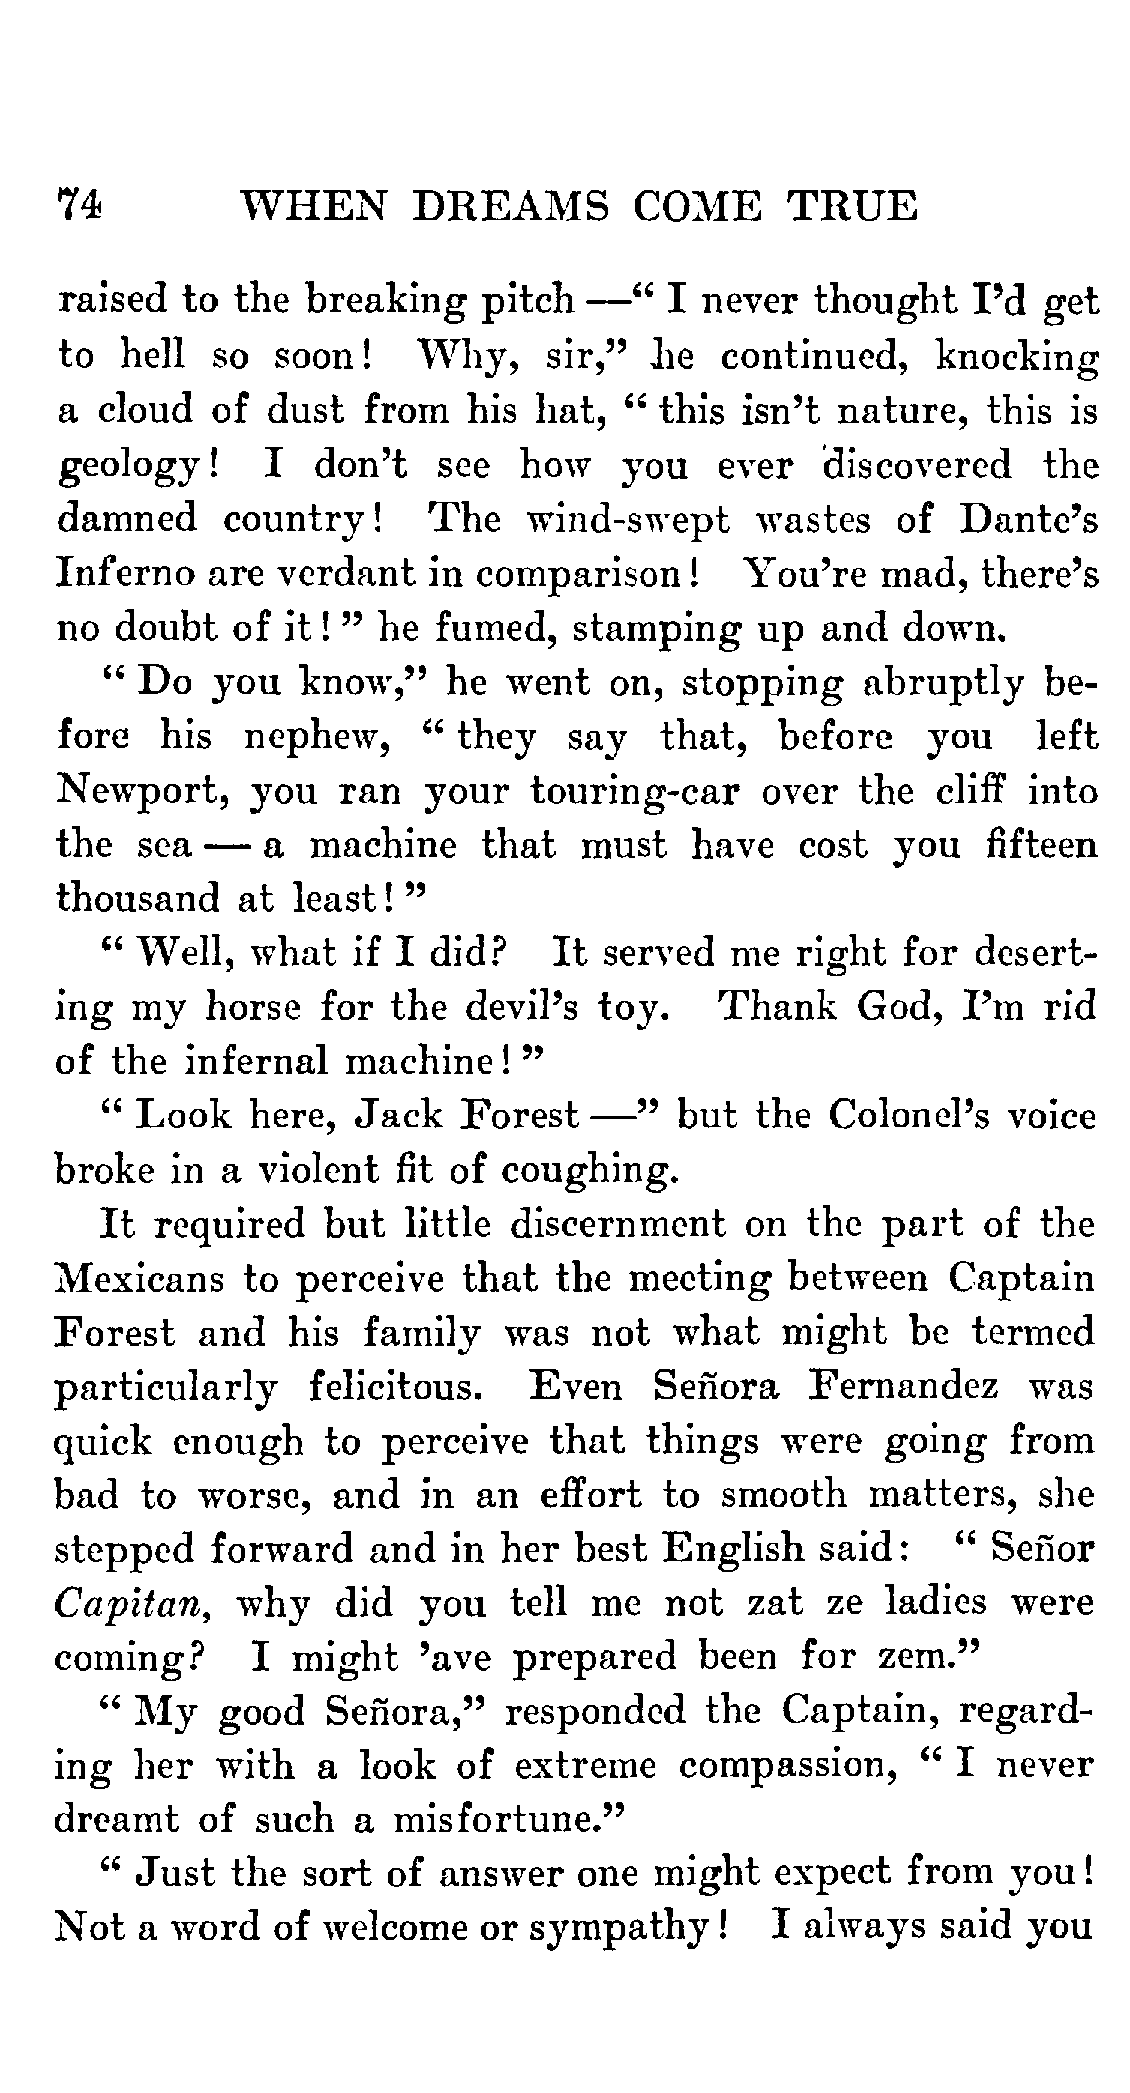 74 WHEN DREAMS COME TRUE
raised to the breaking pitch —“ I never thought I’d get
to hell so soon! Why, sir,” he continued, knocking
a cloud of dust from his hat, “ this isn’t nature, this is
geology! I don’t see how you ever discovered the
damned country! The wind-swept wastes of Dante’s
Inferno are verdant in comparison! You’re mad, there’s
no doubt of it! ” he fumed, stamping up and down.
“ Do you know,” he went on, stopping abruptly be-
fore his nephew, “ they say that, before you left
Newport, you ran your touring-car over the cliff into
the sea — a machine that must have cost you fifteen
thousand at least! ”
“ Well, what if I did? It served me right for desert-
ing my horse for the devil’s toy. Thank God, I’m rid
of the infernal machine! ”
“ Look here, Jack Forest —” but the Colonel’s voice
broke in a violent fit of coughing.
It required but little discernment on the part of the
Mexicans to perceive that the meeting between Captain
Forest and his family was not what might be termed
particularly felicitous. Even Señora Fernandez was
quick enough to perceive that things were going from
bad to worse, and in an effort to smooth matters, she
stepped forward and in her best English said: “ Señor
Capitan, why did you tell me not zat ze ladies were
coming? I might ’ave prepared been for zem.”
“ My good Señora,” responded the Captain, regard-
ing her with a look of extreme compassion, “ I never
dreamt of such a misfortune.”
“ Just the sort of answer one might expect from you!
Not a word of welcome or sympathy! I always said you